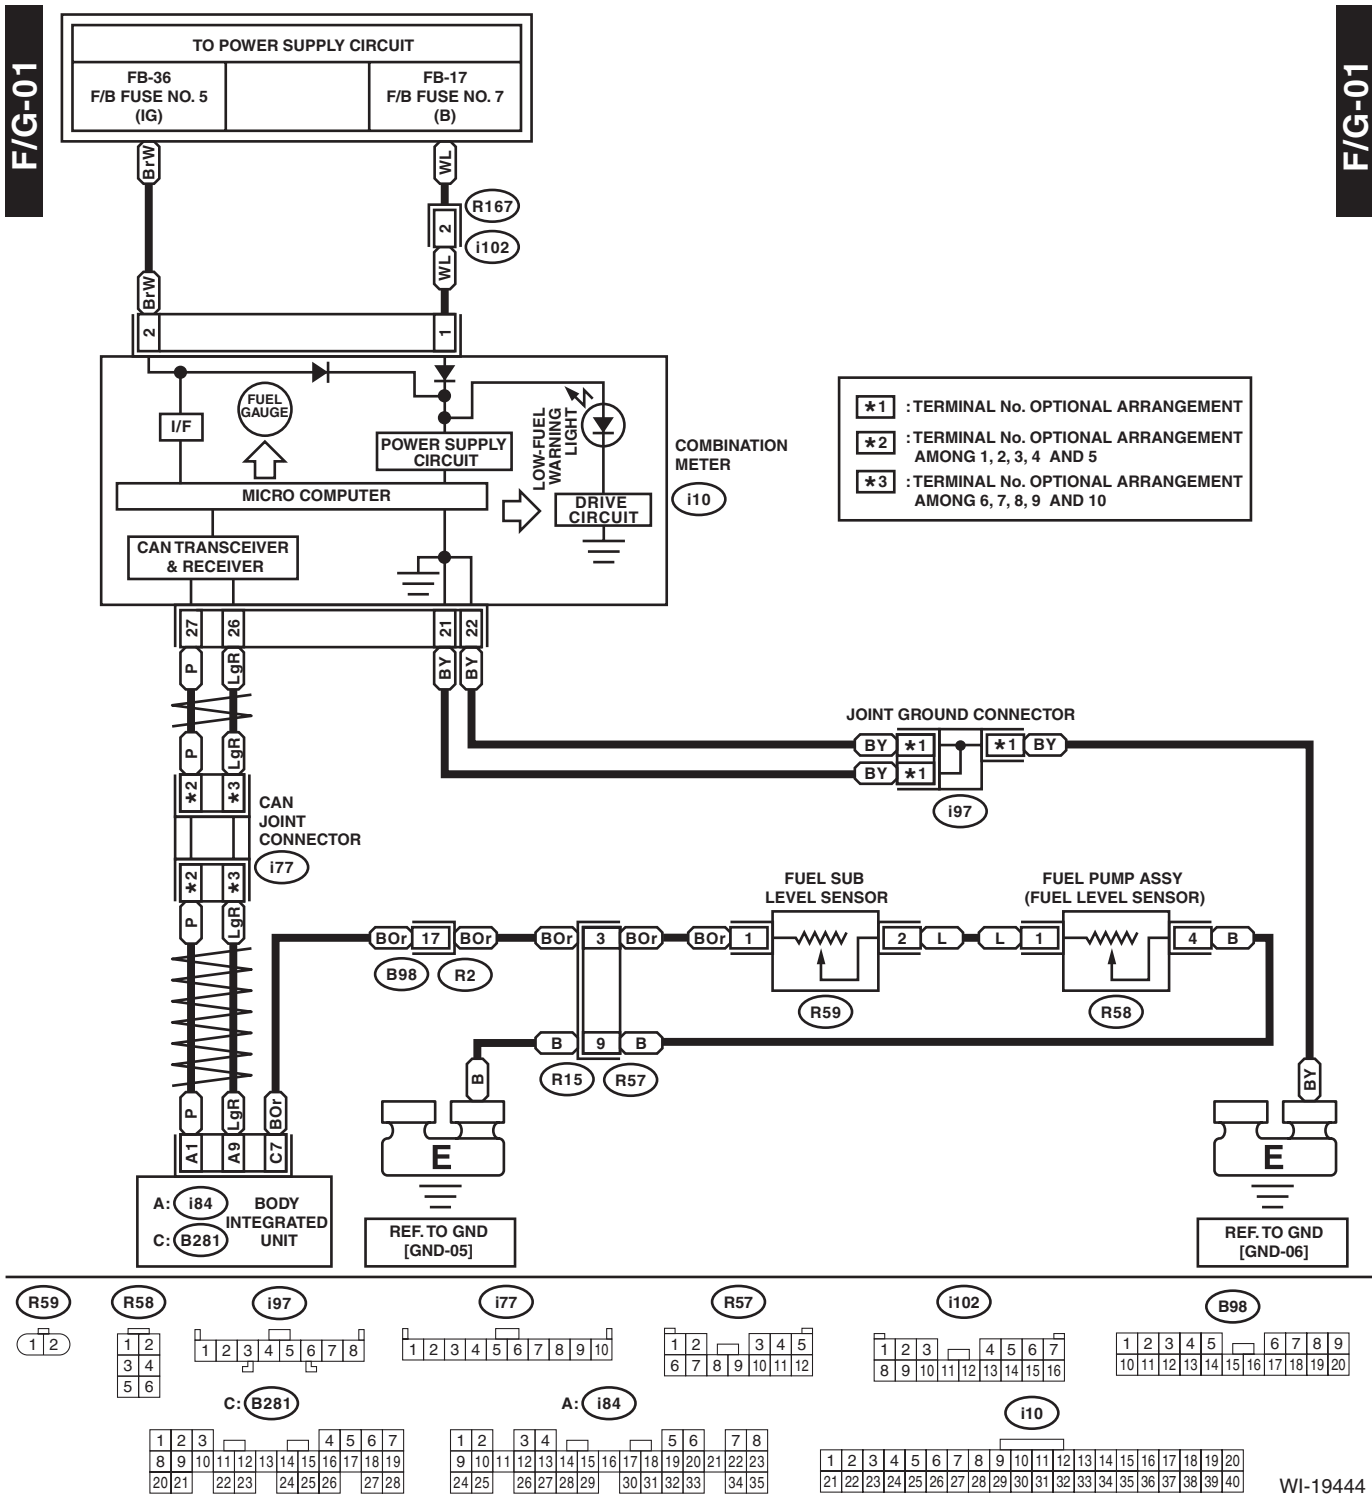 F/G-01
F/G-01
TO POWER SUPPLY CIRCUIT
FB-36
F/B FUSE NO. 5
(IG)
FB-17
F/B FUSE NO. 7
(B)
BrW
WL
R167
2
i102
BrW
WL
2
1
FUEL
GAUGE
I/F
POWER SUPPLY
CIRCUIT
LOW-FUEL
WARNING
LIGHT
COMBINATION
METER
i10
MICRO COMPUTER
DRIVE
CIRCUIT
CAN TRANSCEIVER
& RECEIVER
*1 : TERMINAL No. OPTIONAL ARRANGEMENT
*2 : TERMINAL No. OPTIONAL ARRANGEMENT
AMONG 1, 2, 3, 4 AND 5
*3 : TERMINAL No. OPTIONAL ARRANGEMENT
AMONG 6, 7, 8, 9 AND 10
27 26 21 22
P LgR BY BY
JOINT GROUND CONNECTOR
BY *1 *1 BY
BY *1
i97
P LgR
*2 *3
CAN
JOINT
CONNECTOR
i77
*2 *3
P LgR
FUEL SUB
LEVEL SENSOR
FUEL PUMP ASSY
(FUEL LEVEL SENSOR)
BOr 17 BOr BOr 3 BOr BOr 1 2 L L 1 4 B
B98 R2
R59 R58
B 9 B
R15 R57
B
BY
P LgR BOr
A1 A9 C7
E
E
A: i84
C: B281
BODY
INTEGRATED
UNIT
REF. TO GND
[GND-05]
REF. TO GND
[GND-06]
R59
1 2
R58
1 2
3 4
5 6
i97
1 2 3 4 5 6 7 8
i77
1 2 3 4 5 6 7 8 9 10
R57
1 2 3 4 5
6 7 8 9 10 11 12
i102
1 2 3 4 5 6 7
8 9 10 11 12 13 14 15 16
B98
1 2 3 4 5 6 7 8 9
10 11 12 13 14 15 16 17 18 19 20
C: B281
1 2 3 4 5 6 7
8 9 10 11 12 13 14 15 16 17 18 19
20 21 22 23 24 25 26 27 28
A: i84
1 2 3 4 5 6 7 8
9 10 11 12 13 14 15 16 17 18 19 20 21 22 23
24 25 26 27 28 29 30 31 32 33 34 35
i10
1 2 3 4 5 6 7 8 9 10 11 12 13 14 15 16 17 18 19 20
21 22 23 24 25 26 27 28 29 30 31 32 33 34 35 36 37 38 39 40
WI-19444